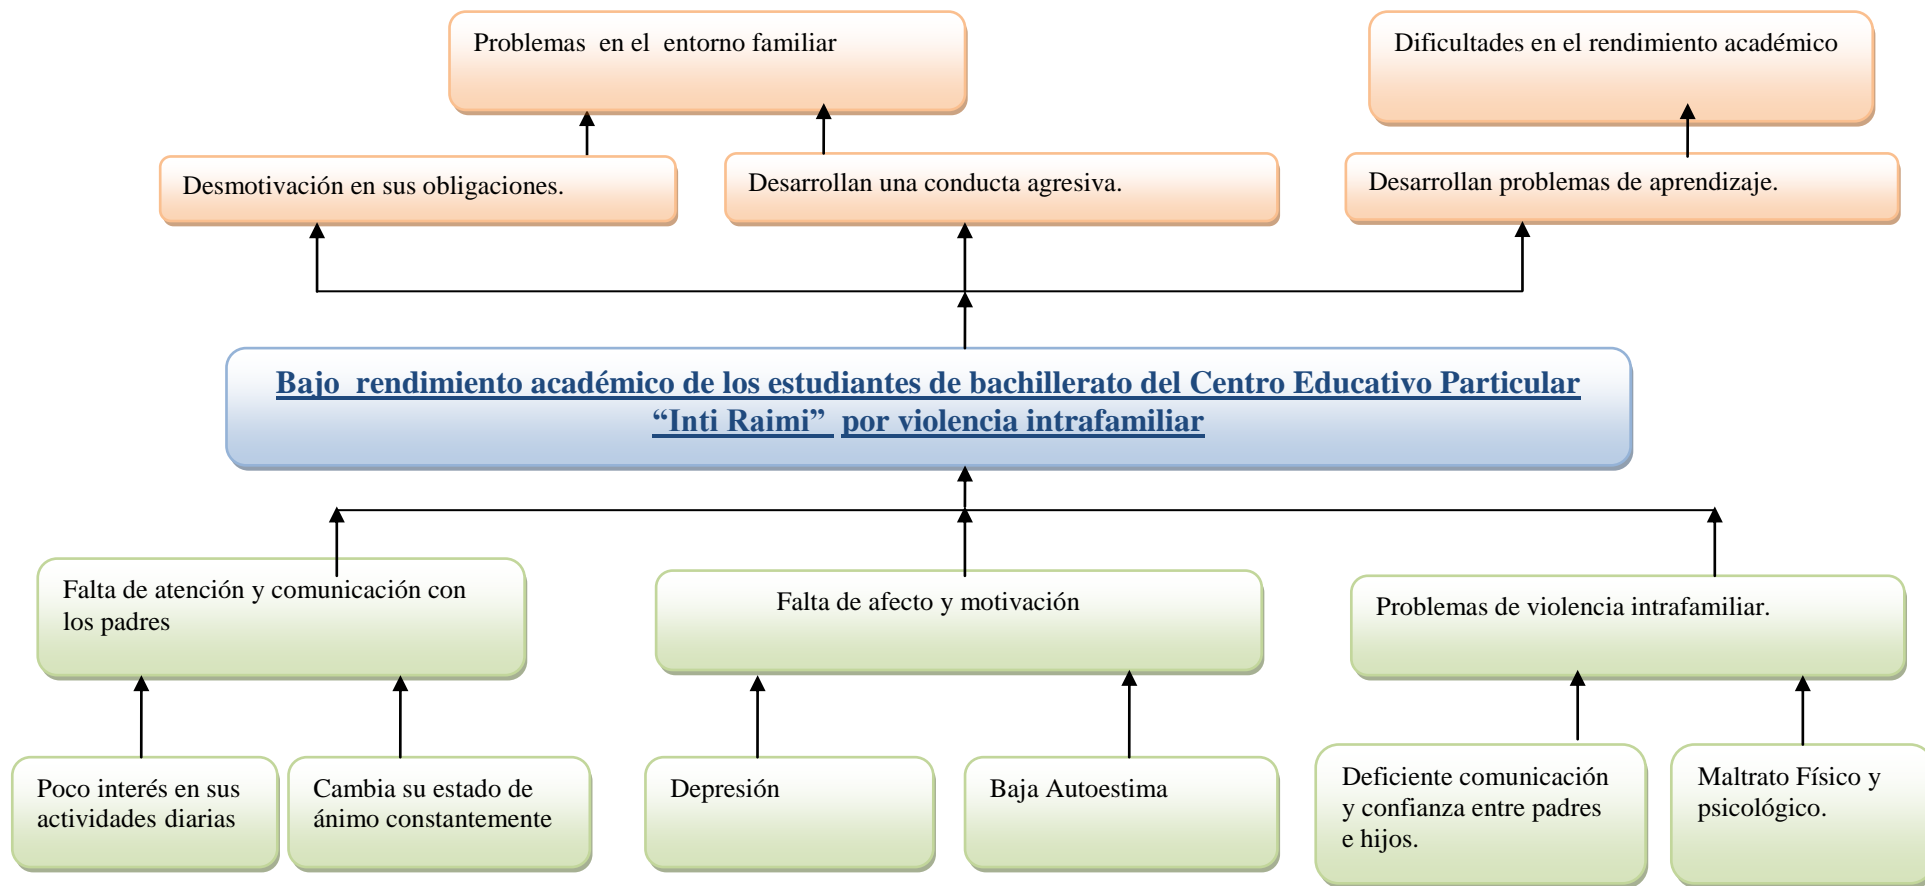 Problemas en el entorno familiar
Dificultades en el rendimiento académico
Desmotivación en sus obligaciones.
Desarrollan una conducta agresiva.
Desarrollan problemas de aprendizaje.
Bajo rendimiento académico de los estudiantes de bachillerato del Centro Educativo Particular
“Inti Raimi” por violencia intrafamiliar
Falta de atención y comunicación con
los padres
Falta de afecto y motivación
Problemas de violencia intrafamiliar.
Poco interés en sus
actividades diarias
Cambia su estado de
ánimo constantemente
Depresión
Baja Autoestima
Deficiente comunicación
y confianza entre padres
e hijos.
Maltrato Físico y
psicológico.